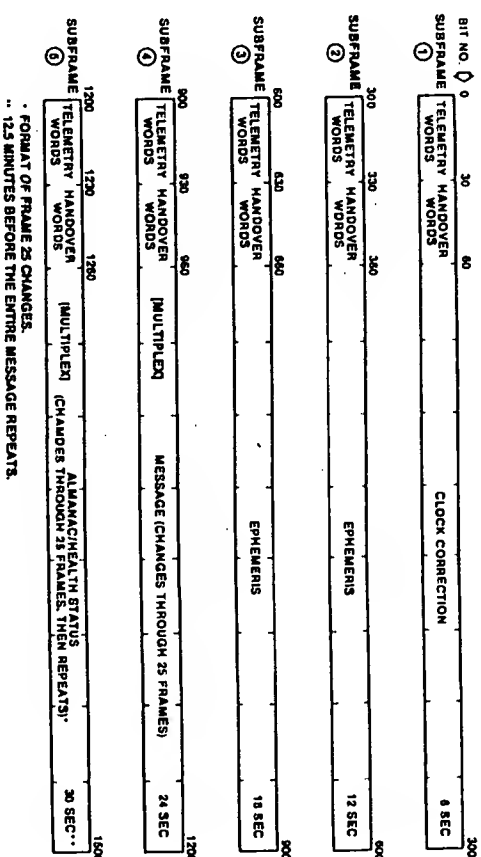 BIT NO. 0 30 60 300
SUBFRAME 1 TELEMETRY WORDS HANDOVER WORDS CLOCK CORRECTION 6 SEC
300 330 360 600
SUBFRAME 2 TELEMETRY WORDS HANDOVER WORDS EPHEMERIS 12 SEC
600 630 660 900
SUBFRAME 3 TELEMETRY WORDS HANDOVER WORDS EPHEMERIS 18 SEC
900 930 960 1200
SUBFRAME 4 TELEMETRY WORDS HANDOVER WORDS [MULTIPLEX] MESSAGE (CHANGES THROUGH 25 FRAMES) 24 SEC
1200 1230 1260 1500
SUBFRAME 5 TELEMETRY WORDS HANDOVER WORDS [MULTIPLEX] ALMANAC/HEALTH STATUS
(CHANGES THROUGH 25 FRAMES, THEN REPEATS)* 30 SEC**
* FORMAT OF FRAME 25 CHANGES.
** 12.5 MINUTES BEFORE THE ENTIRE MESSAGE REPEATS.